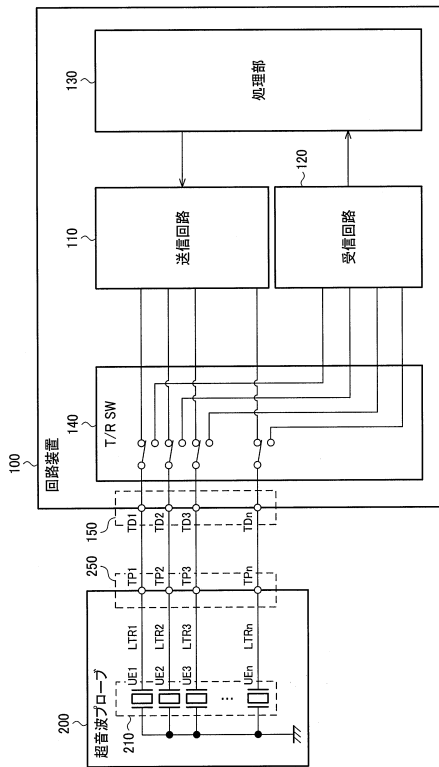 100
回路装置
140
T/R SW
110
送信回路
120
受信回路
130
処理部
150
TD1
TD2
TD3
TDn
250
TP1
TP2
TP3
TPn
200
超音波プローブ
LTR1
LTR2
LTR3
LTRn
UE1
UE2
UE3
...
UEn
210